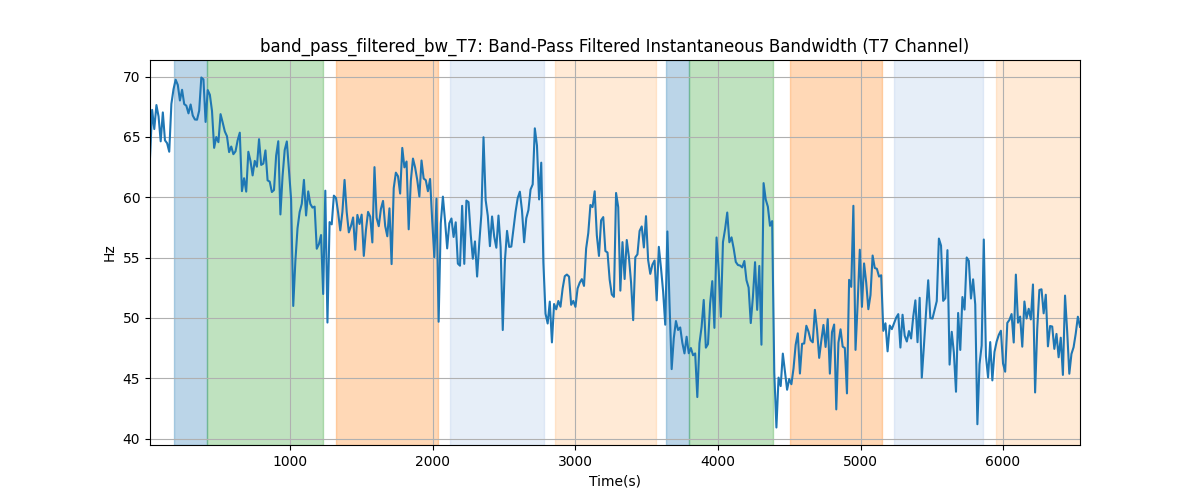 band_pass_filtered_bw_T7: Band-Pass Filtered Instantaneous Bandwidth (T7 Channel)
70
65
60
55
50
45
40
Hz
1000 2000 3000 4000 5000 6000
Time(s)